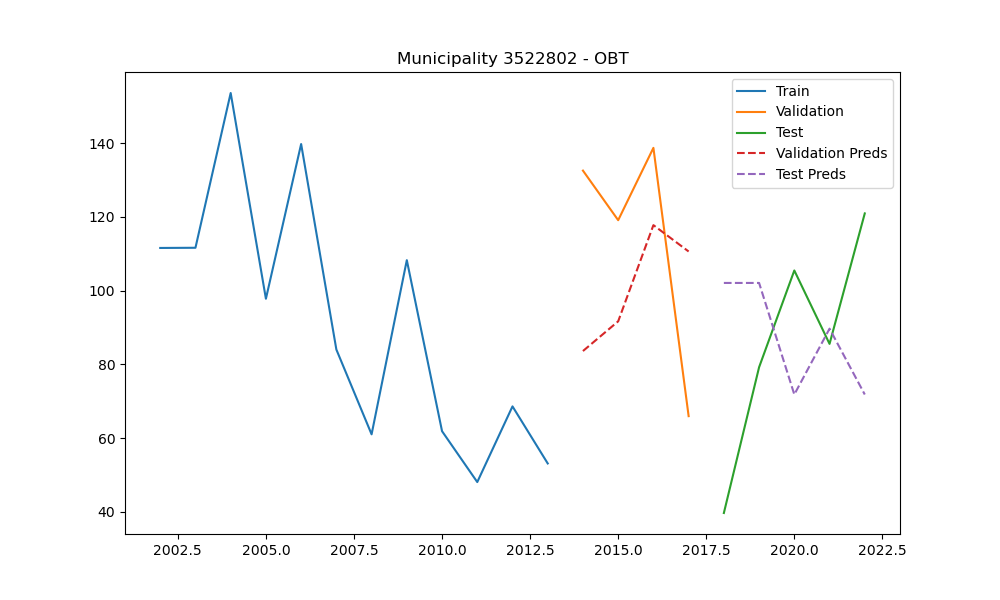 Municipality 3522802 - OBT
Train
Validation
Test
Validation Preds
Test Preds
140
120
100
80
60
40
2002.5 2005.0 2007.5 2010.0 2012.5 2015.0 2017.5 2020.0 2022.5